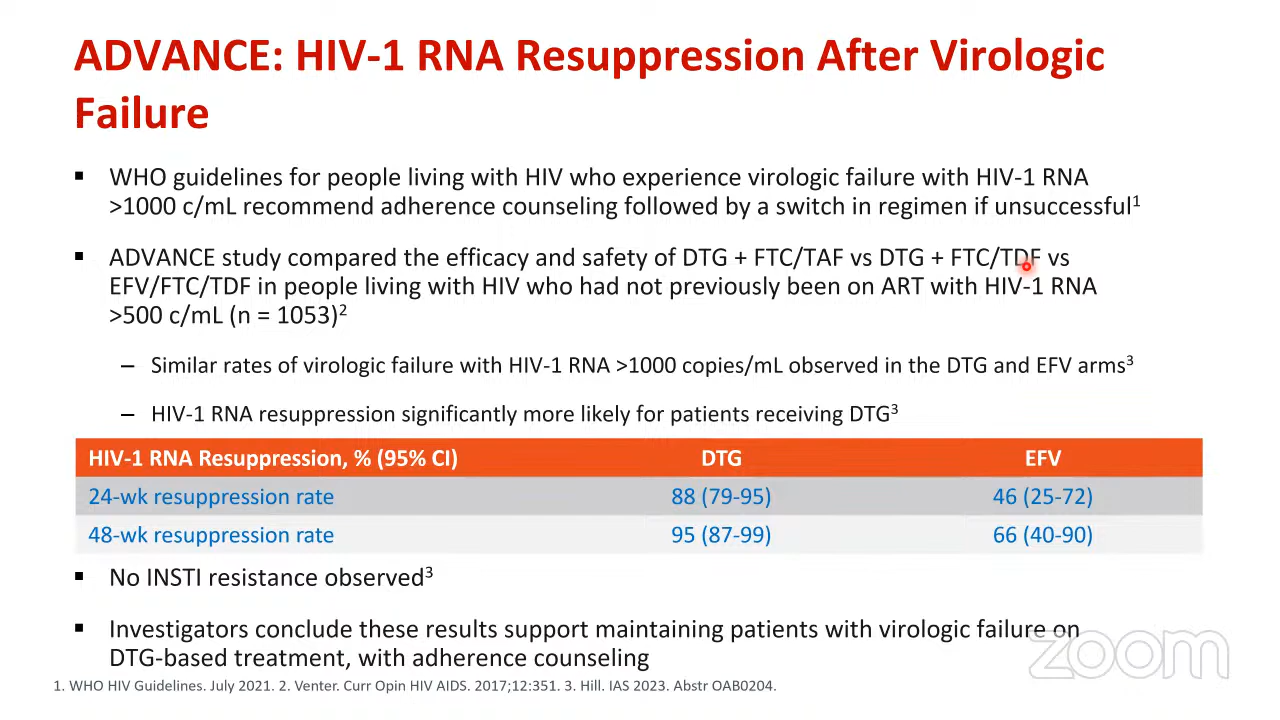 ADVANCE: HIV-1 RNA Resuppression After Virologic
Failure
▪ WHO guidelines for people living with HIV who experience virologic failure with HIV-1 RNA
>1000 c/mL recommend adherence counseling followed by a switch in regimen if unsuccessful¹
▪ ADVANCE study compared the efficacy and safety of DTG + FTC/TAF vs DTG + FTC/TDF vs
EFV/FTC/TDF in people living with HIV who had not previously been on ART with HIV-1 RNA
>500 c/mL (n = 1053)²
– Similar rates of virologic failure with HIV-1 RNA >1000 copies/mL observed in the DTG and EFV arms³
– HIV-1 RNA resuppression significantly more likely for patients receiving DTG³
HIV-1 RNA Resuppression, % (95% CI) DTG EFV
24-wk resuppression rate 88 (79-95) 46 (25-72)
48-wk resuppression rate 95 (87-99) 66 (40-90)
▪ No INSTI resistance observed³
▪ Investigators conclude these results support maintaining patients with virologic failure on
DTG-based treatment, with adherence counseling
zoom
1. WHO HIV Guidelines. July 2021. 2. Venter. Curr Opin HIV AIDS. 2017;12:351. 3. Hill. IAS 2023. Abstr OAB0204.